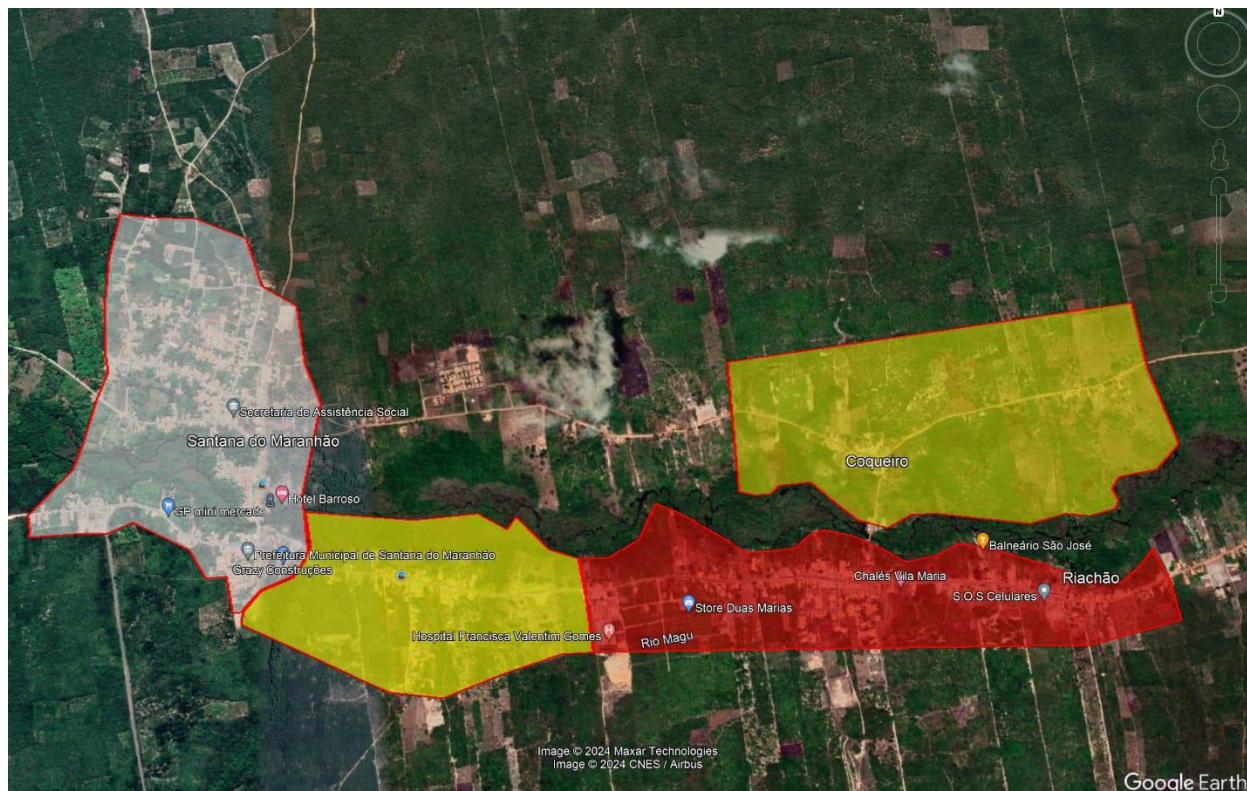 N
Secretaria de Assistência Social
Santana do Maranhão
Coqueiro
Hotel Barroso
GP mini mercado
Prefeitura Municipal de Santana do Maranhão
Grazy Construções
Balneário São José
Chalés Vila Maria
Riachão
S.O.S Celulares
Store Duas Marias
Hospital Francisca Valentim Gomes
Rio Magu
Image © 2024 Maxar Technologies
Image © 2024 CNES / Airbus
Google Earth